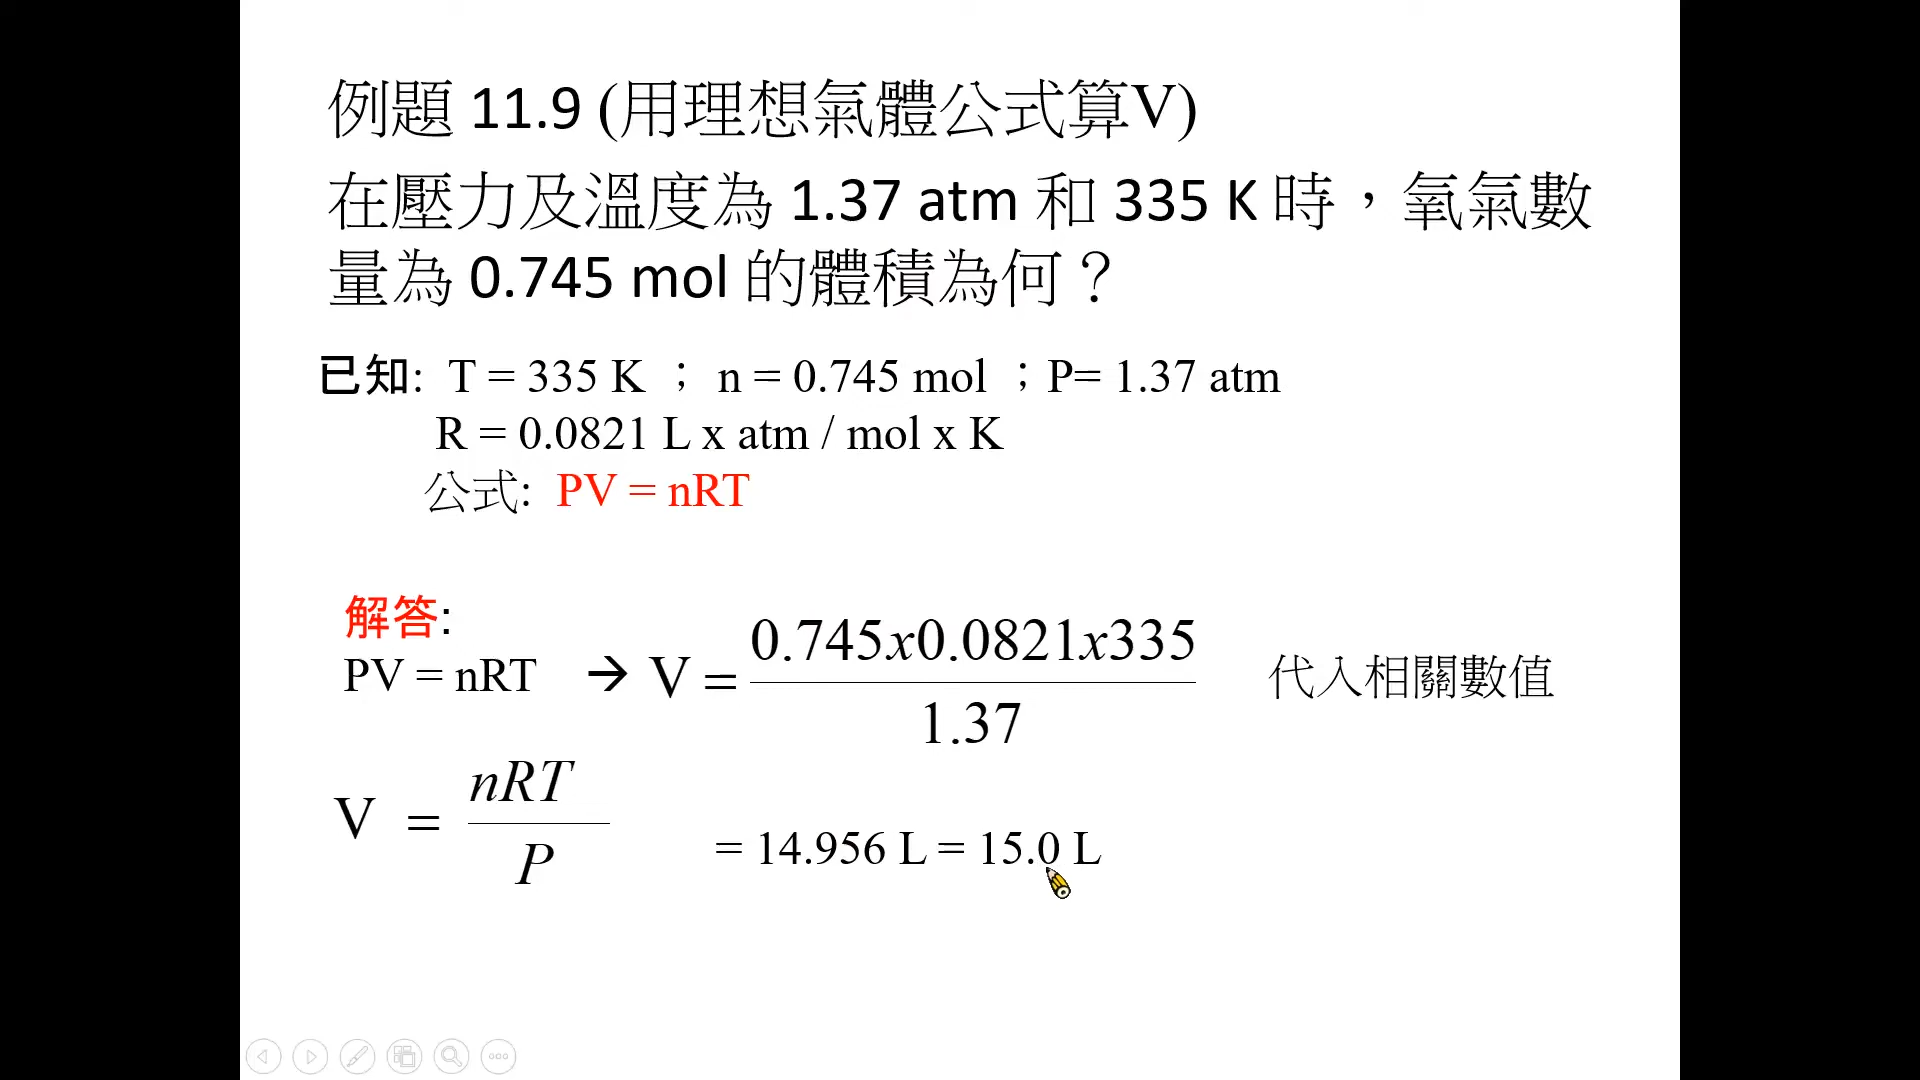 例題 11.9 (用理想氣體公式算V)
在壓力及溫度為 1.37 atm 和 335 K 時，氧氣數
量為 0.745 mol 的體積為何？
已知: T = 335 K ； n = 0.745 mol ；P= 1.37 atm
R = 0.0821 L x atm / mol x K
公式: PV = nRT
解答:
PV = nRT → V = 0.745x0.0821x335 / 1.37 代入相關數值
V = nRT / P
= 14.956 L = 15.0 L